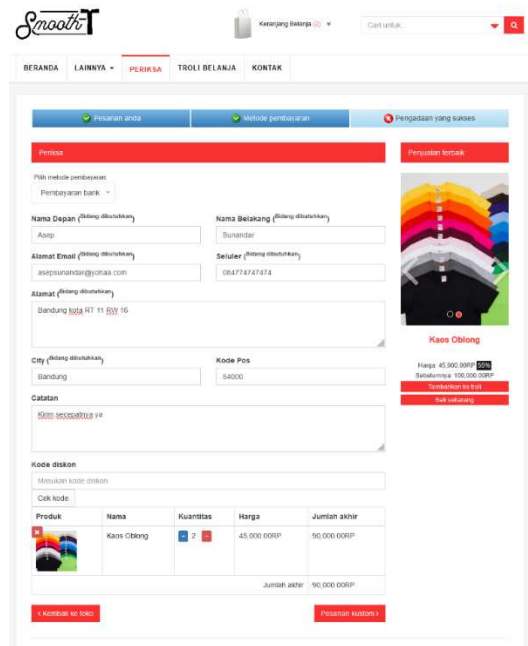 Smooth-T
Keranjang Belanja (2)
Cari untuk...
BERANDA LAINNYA PERIKSA TROLI BELANJA KONTAK
Pesanan anda Metode pembayaran Pengadaan yang sukses
Periksa
Pilih metode pembayaran:
Pembayaran bank
Nama Depan (Bidang dibutuhkan) Nama Belakang (Bidang dibutuhkan)
Asep Sunandar
Alamat Email (Bidang dibutuhkan) Seluler (Bidang dibutuhkan)
asepsunandar@yohaa.com 084774747474
Alamat (Bidang dibutuhkan)
Bandung kota RT 11 RW 16
City (Bidang dibutuhkan) Kode Pos
Bandung 64000
Catatan
Kirim secepatnya ya
Kode diskon
Masukan kode diskon
Cek kode
Produk Nama Kuantitas Harga Jumlah akhir
Kaos Oblong - 2 - 45,000.00RP 90,000.00RP
Jumlah akhir 90,000.00RP
< Kembali ke toko Pesanan kustom >
Penjualan terbaik
Kaos Oblong
Harga: 45,000.00RP 55%
Sebelumnya: 100,000.00RP
Tambahkan ke troli
Beli sekarang